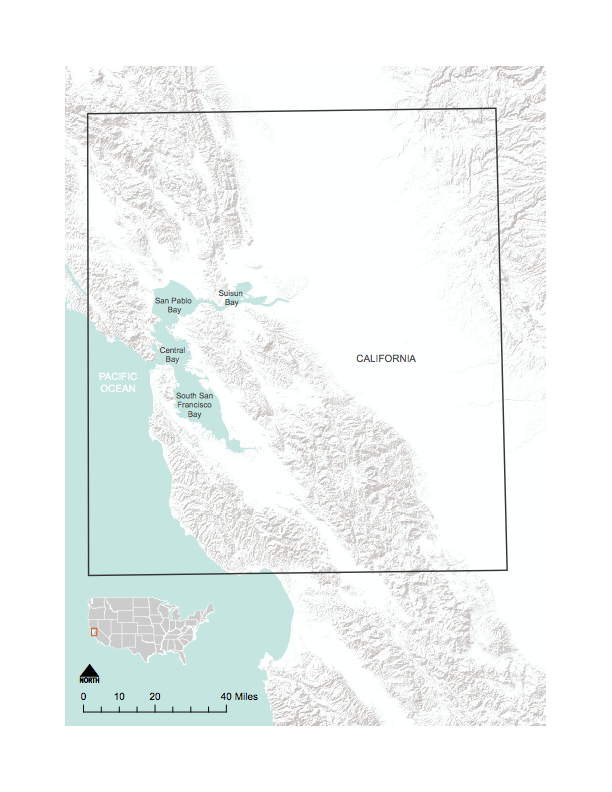 San Pablo
Bay
Suisun
Bay
Central
Bay
CALIFORNIA
PACIFIC
OCEAN
South San
Francisco
Bay
NORTH
0 10 20 40 Miles